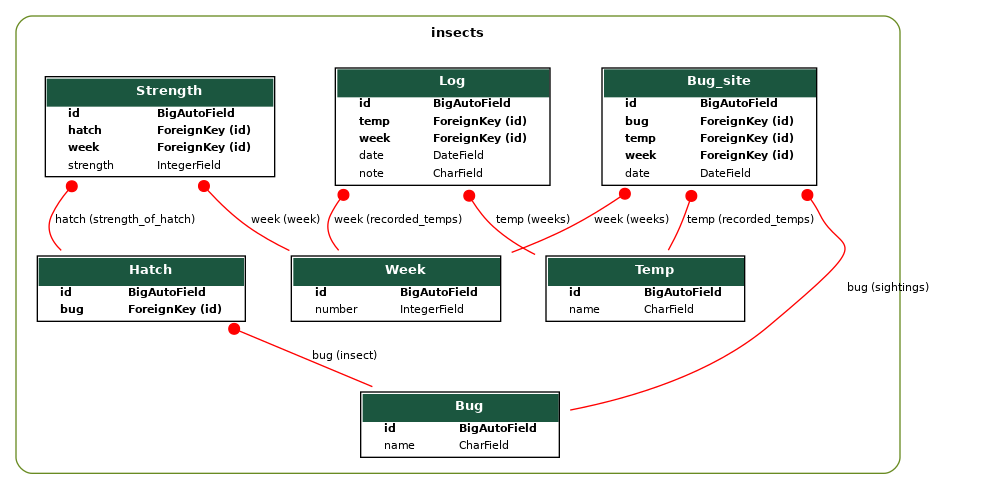 insects
Strength
id BigAutoField
hatch ForeignKey (id)
week ForeignKey (id)
strength IntegerField
Log
id BigAutoField
temp ForeignKey (id)
week ForeignKey (id)
date DateField
note CharField
Bug_site
id BigAutoField
bug ForeignKey (id)
temp ForeignKey (id)
week ForeignKey (id)
date DateField
hatch (strength_of_hatch)
week (week)
week (recorded_temps)
temp (weeks)
week (weeks)
temp (recorded_temps)
Hatch
id BigAutoField
bug ForeignKey (id)
Week
id BigAutoField
number IntegerField
Temp
id BigAutoField
name CharField
bug (sightings)
bug (insect)
Bug
id BigAutoField
name CharField